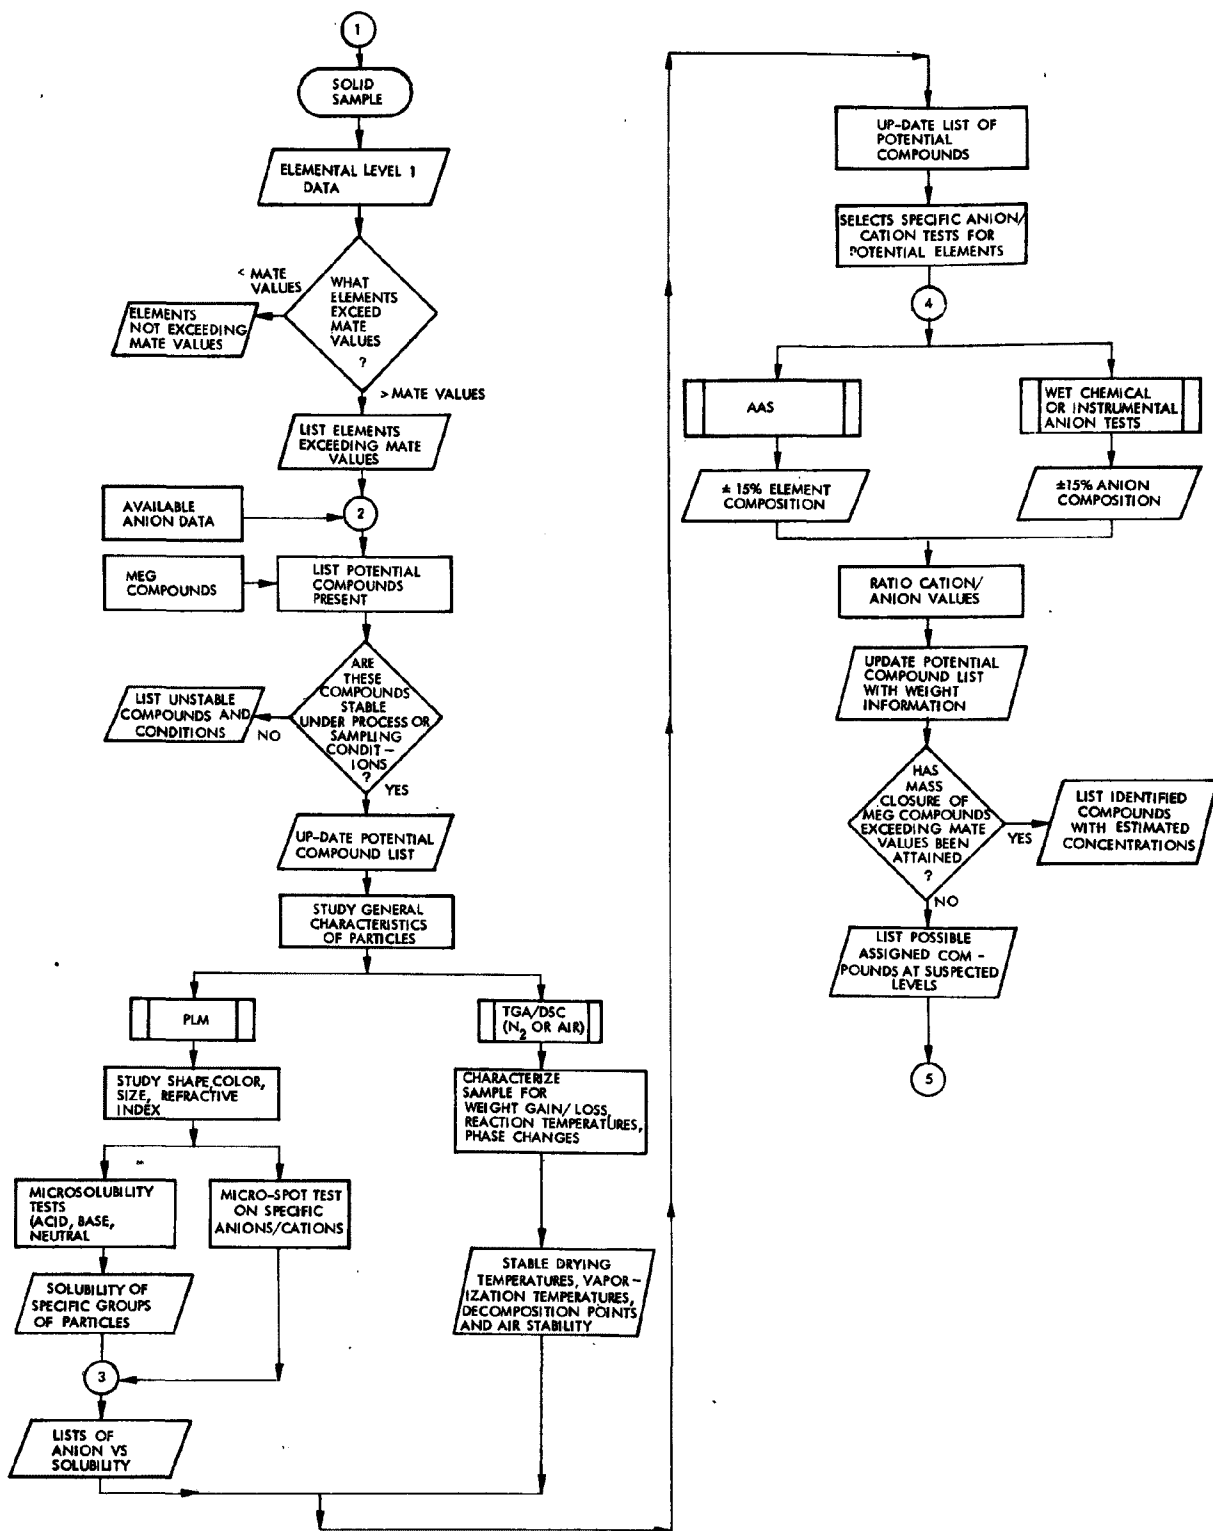 1
SOLID
SAMPLE
ELEMENTAL LEVEL 1
DATA
< MATE
VALUES
WHAT
ELEMENTS
EXCEED
MATE
VALUES
?
ELEMENTS
NOT EXCEEDING
MATE VALUES
> MATE VALUES
LIST ELEMENTS
EXCEEDING MATE
VALUES
AVAILABLE
ANION DATA
2
MEG
COMPOUNDS
LIST POTENTIAL
COMPOUNDS
PRESENT
ARE
THESE
COMPOUNDS
STABLE
UNDER PROCESS OR
SAMPLING
CONDIT-
IONS
?
LIST UNSTABLE
COMPOUNDS AND
CONDITIONS
NO
YES
UP-DATE POTENTIAL
COMPOUND LIST
STUDY GENERAL
CHARACTERISTICS
OF PARTICLES
PLM
TGA/DSC
(N2 OR AIR)
STUDY SHAPE,COLOR,
SIZE, REFRACTIVE
INDEX
CHARACTERIZE
SAMPLE FOR
WEIGHT GAIN/LOSS,
REACTION TEMPERATURES,
PHASE CHANGES
MICROSOLUBILITY
TESTS
(ACID, BASE,
NEUTRAL
MICRO-SPOT TEST
ON SPECIFIC
ANIONS/CATIONS
SOLUBILITY OF
SPECIFIC GROUPS
OF PARTICLES
STABLE DRYING
TEMPERATURES, VAPOR-
IZATION TEMPERATURES,
DECOMPOSITION POINTS
AND AIR STABILITY
3
LISTS OF
ANION VS
SOLUBILITY
UP-DATE LIST OF
POTENTIAL
COMPOUNDS
SELECTS SPECIFIC ANION/
CATION TESTS FOR
POTENTIAL ELEMENTS
4
AAS
WET CHEMICAL
OR INSTRUMENTAL
ANION TESTS
± 15% ELEMENT
COMPOSITION
±15% ANION
COMPOSITION
RATIO CATION/
ANION VALUES
UPDATE POTENTIAL
COMPOUND LIST
WITH WEIGHT
INFORMATION
HAS
MASS
CLOSURE OF
MEG COMPOUNDS
EXCEEDING MATE
VALUES BEEN
ATTAINED
?
YES
LIST IDENTIFIED
COMPOUNDS
WITH ESTIMATED
CONCENTRATIONS
NO
LIST POSSIBLE
ASSIGNED COM-
POUNDS AT SUSPECTED
LEVELS
5